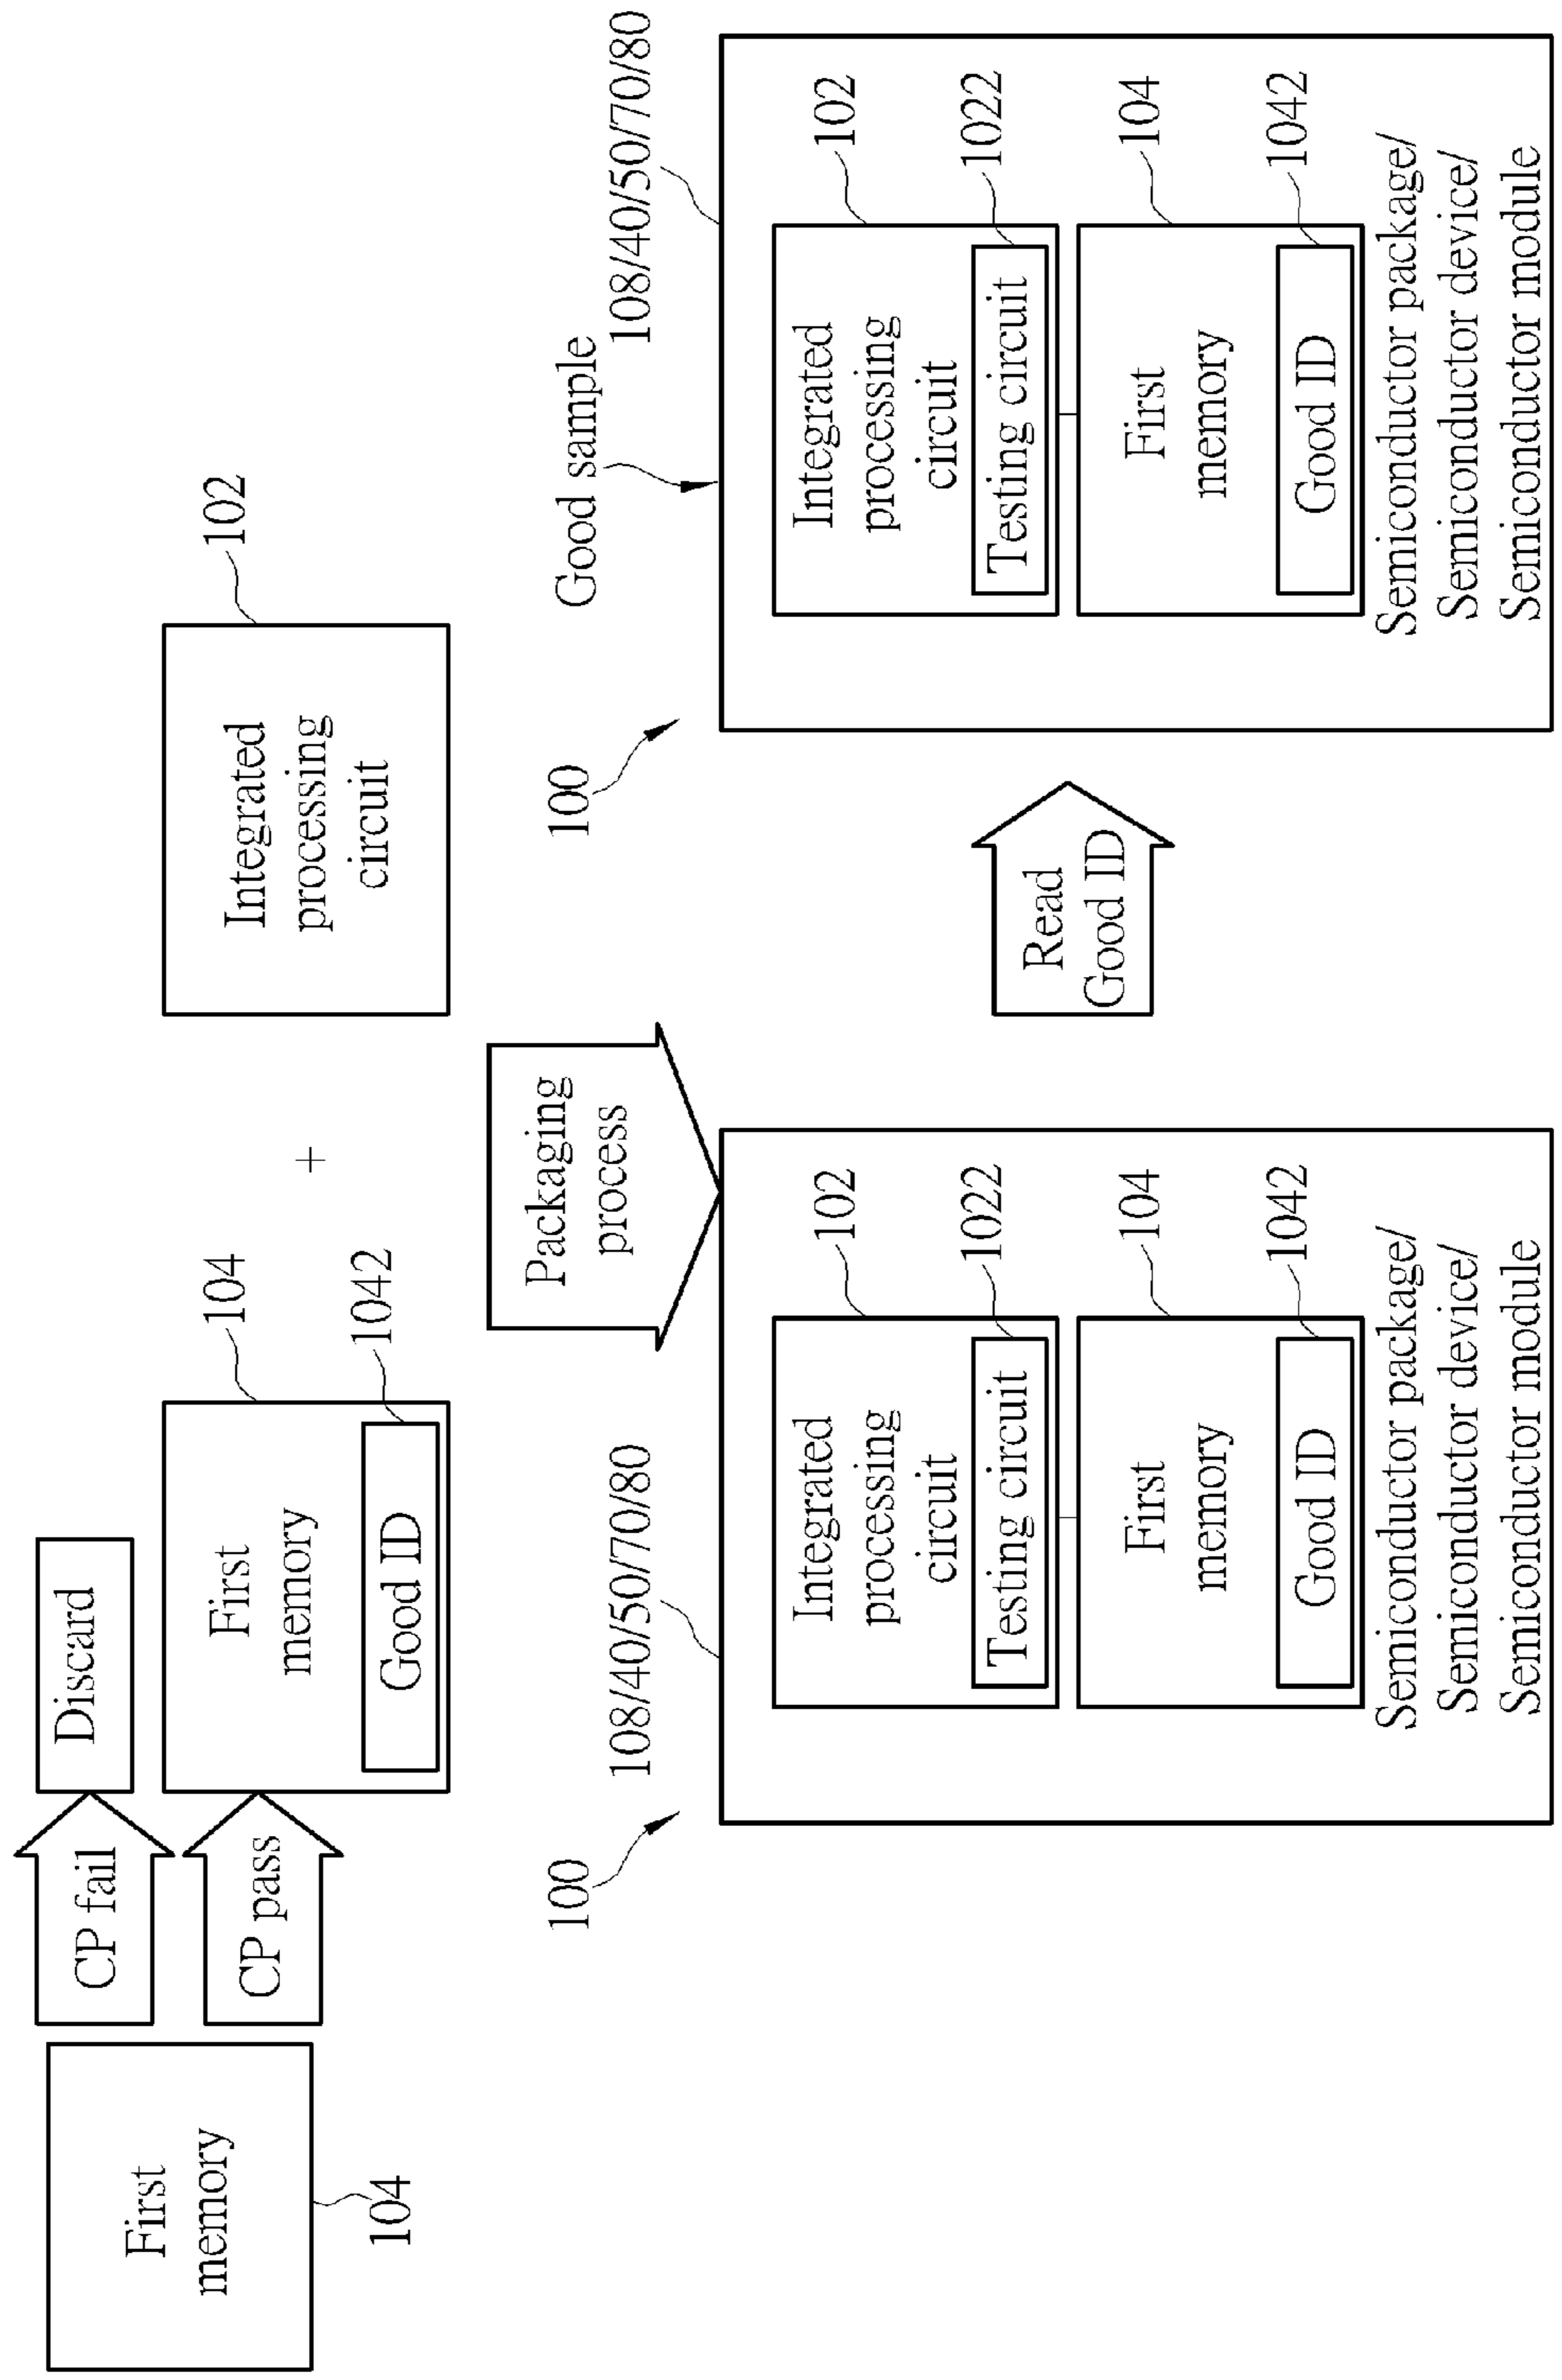 First
memory
104
CP fail
Discard
CP pass
First
memory
Good ID
104
1042
+
Integrated
processing
circuit
102
Packaging
process
100
108/40/50/70/80
Integrated
processing
circuit
Testing circuit
First
memory
Good ID
Semiconductor package/
Semiconductor device/
Semiconductor module
102
1022
104
1042
Read
Good ID
100
Good sample
108/40/50/70/80
Integrated
processing
circuit
Testing circuit
First
memory
Good ID
Semiconductor package/
Semiconductor device/
Semiconductor module
102
1022
104
1042